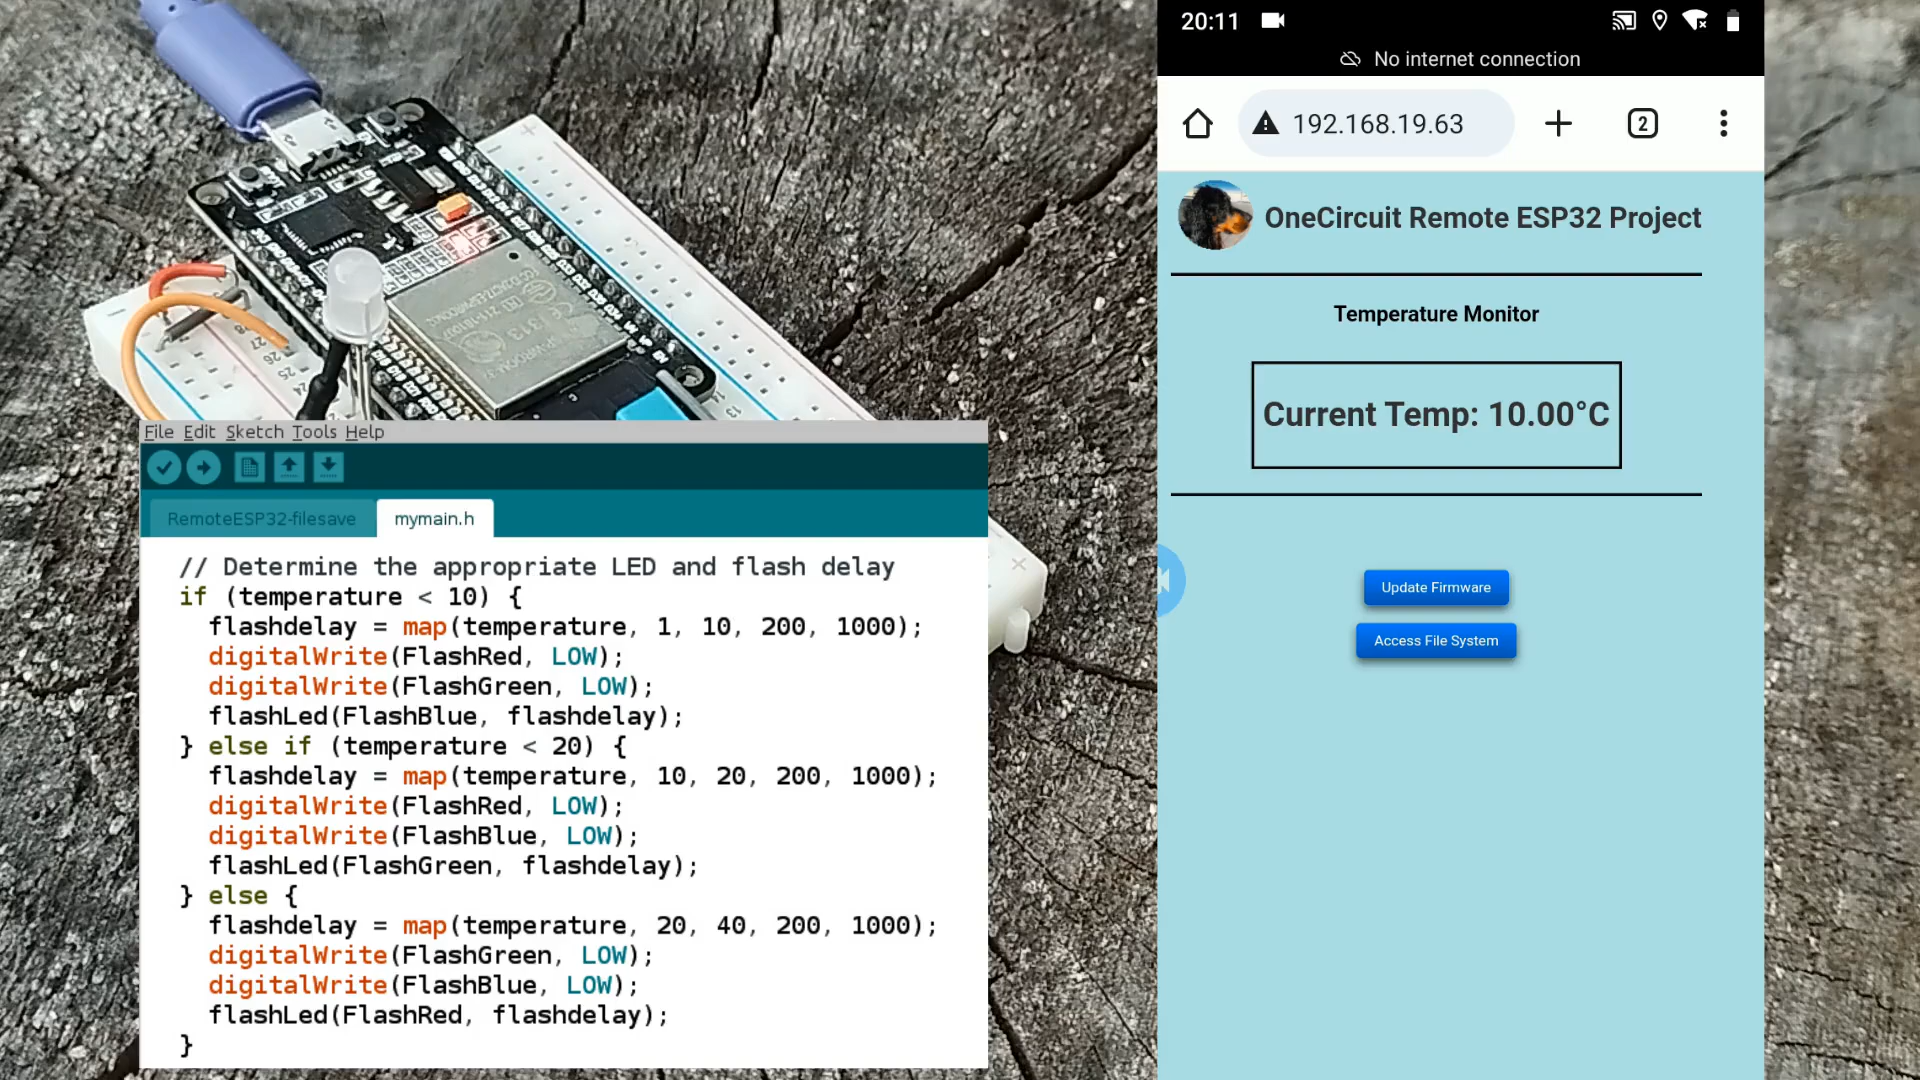 File Edit Sketch Tools Help
RemoteESP32-filesave mymain.h
// Determine the appropriate LED and flash delay
if (temperature < 10) {
flashdelay = map(temperature, 1, 10, 200, 1000);
digitalWrite(FlashRed, LOW);
digitalWrite(FlashGreen, LOW);
flashLed(FlashBlue, flashdelay);
} else if (temperature < 20) {
flashdelay = map(temperature, 10, 20, 200, 1000);
digitalWrite(FlashRed, LOW);
digitalWrite(FlashBlue, LOW);
flashLed(FlashGreen, flashdelay);
} else {
flashdelay = map(temperature, 20, 40, 200, 1000);
digitalWrite(FlashGreen, LOW);
digitalWrite(FlashBlue, LOW);
flashLed(FlashRed, flashdelay);
}
20:11
No internet connection
192.168.19.63
2
OneCircuit Remote ESP32 Project
Temperature Monitor
Current Temp: 10.00°C
Update Firmware
Access File System